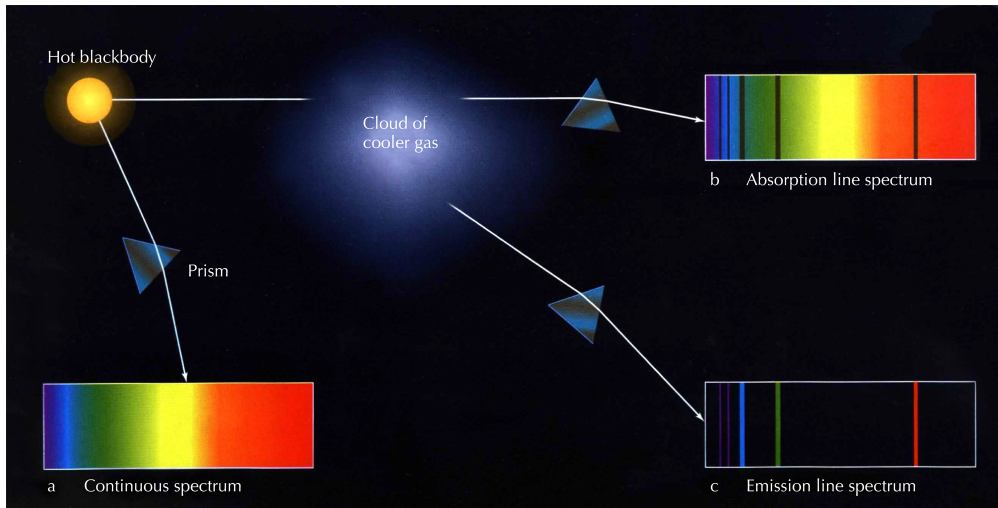 Hot blackbody
Cloud of
cooler gas
b Absorption line spectrum
Prism
a Continuous spectrum
c Emission line spectrum